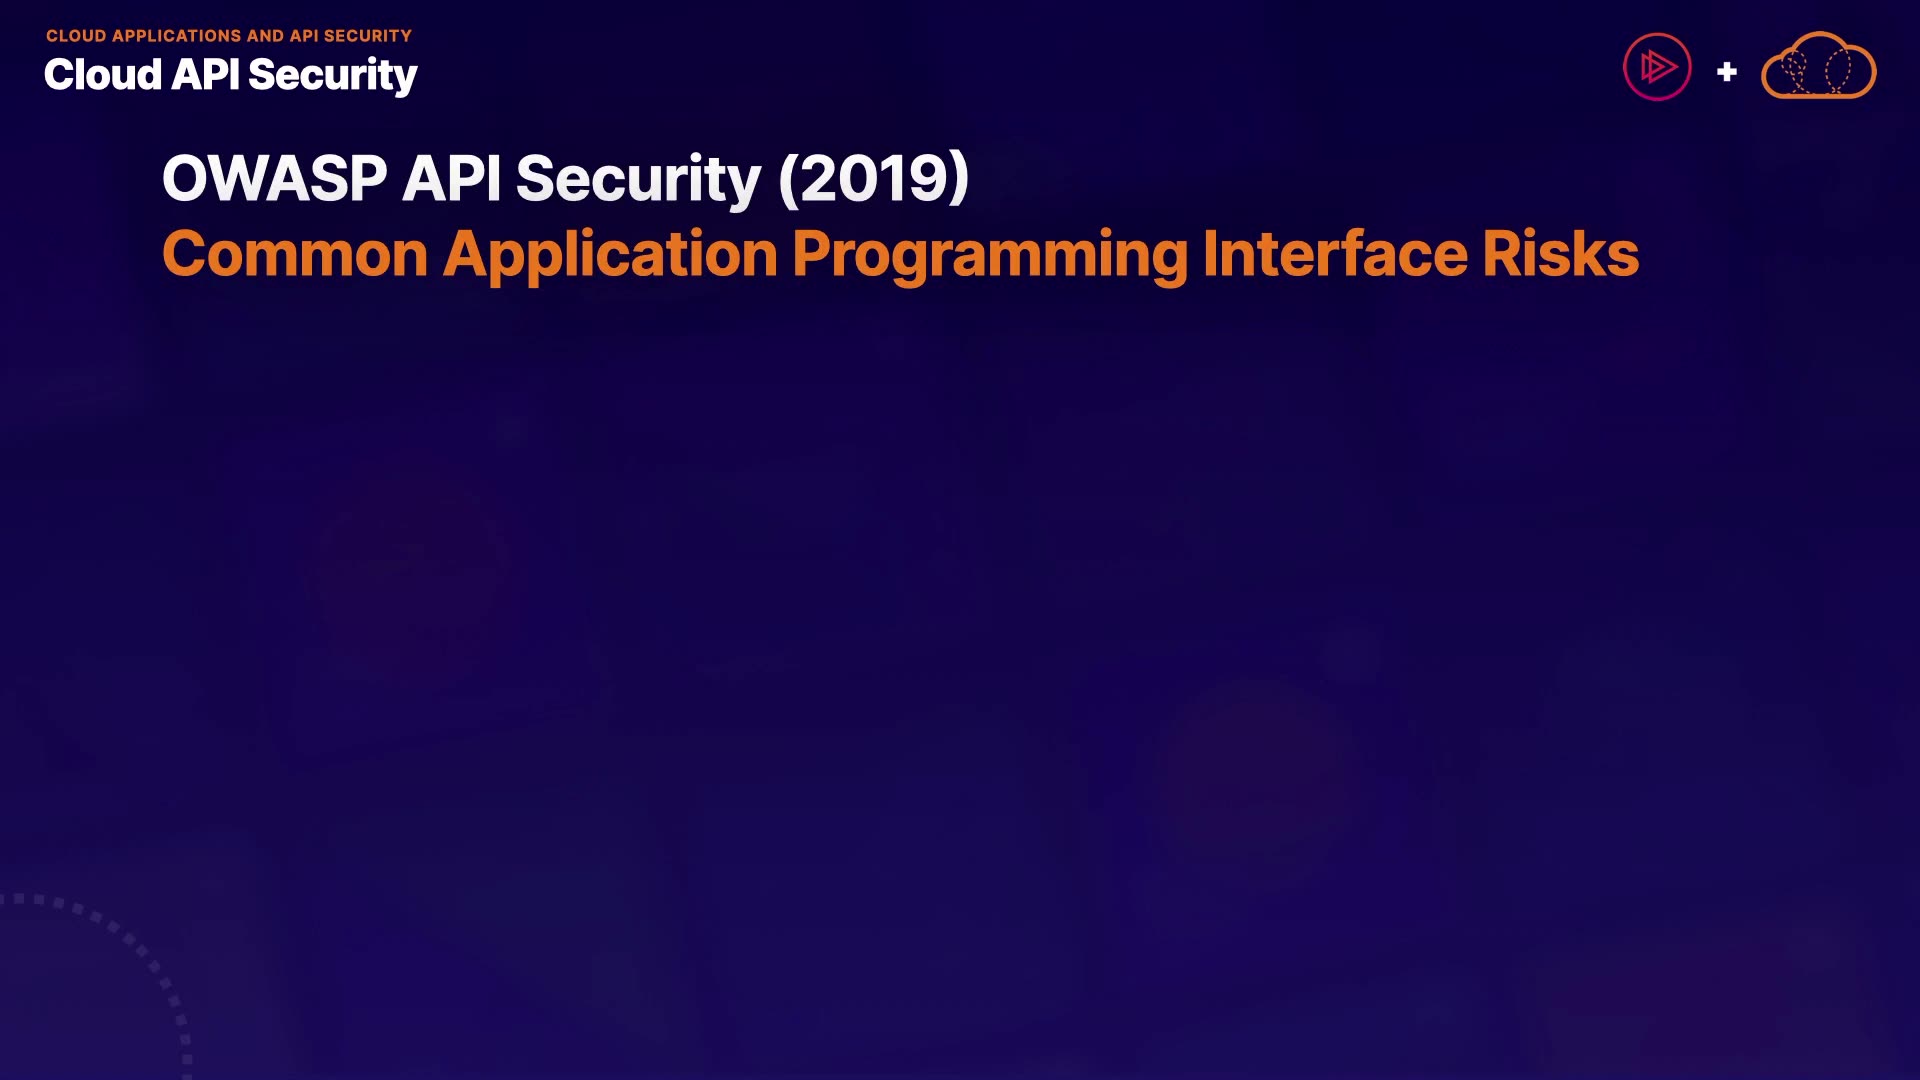 CLOUD APPLICATIONS AND API SECURITY
Cloud API Security
+
OWASP API Security (2019)
Common Application Programming Interface Risks